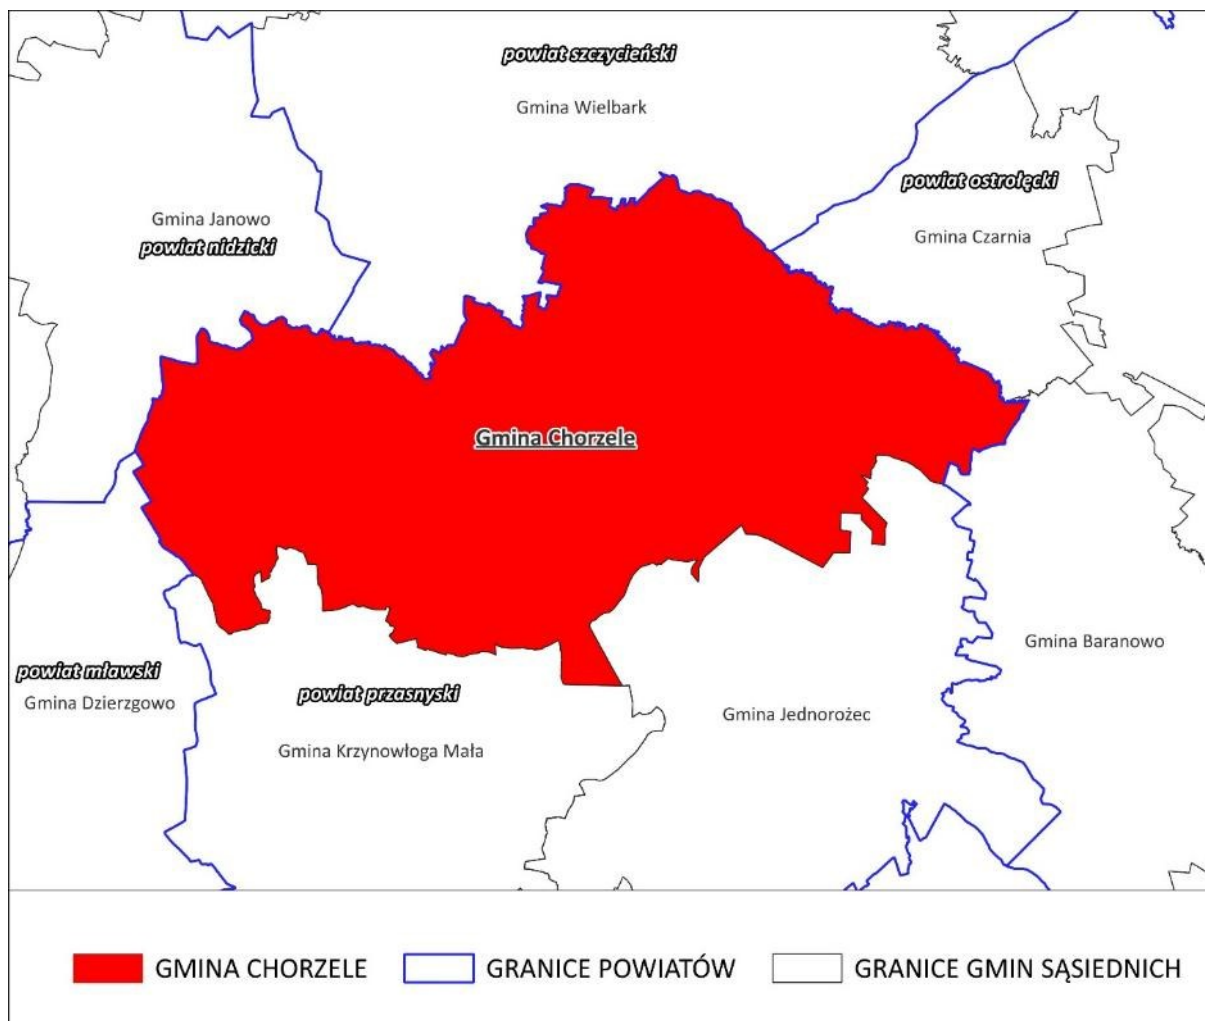 powiat szczycieński
Gmina Wielbark
powiat ostrołęcki
Gmina Janowo
powiat nidzicki
Gmina Czarnia
Gmina Chorzele
Gmina Baranowo
powiat mławski
Gmina Dzierzgowo
powiat przasnyski
Gmina Jednorożec
Gmina Krzynowłoga Mała
GMINA CHORZELE
GRANICE POWIATÓW
GRANICE GMIN SĄSIEDNICH